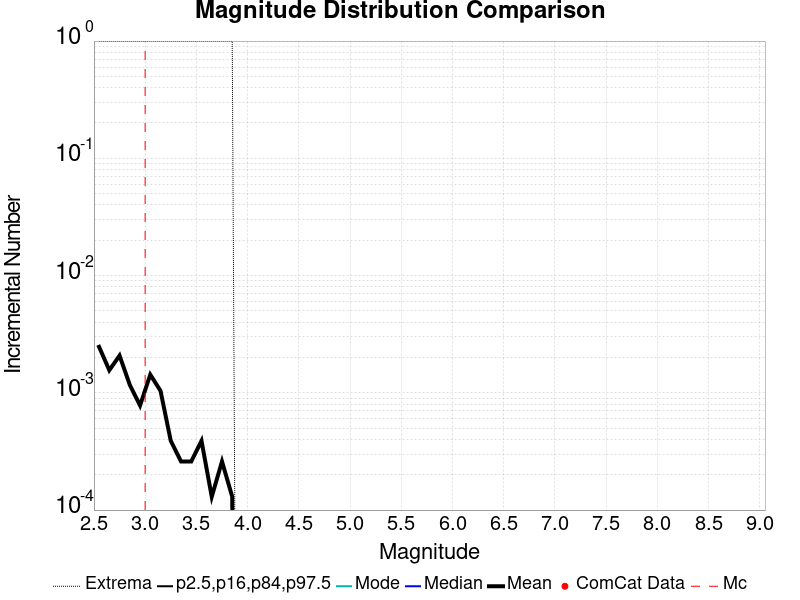 Magnitude Distribution Comparison
10^0
10^-1
10^-2
10^-3
10^-4
Incremental Number
2.5 3.0 3.5 4.0 4.5 5.0 5.5 6.0 6.5 7.0 7.5 8.0 8.5 9.0
Magnitude
Extrema p2.5,p16,p84,p97.5 Mode Median Mean ComCat Data Mc